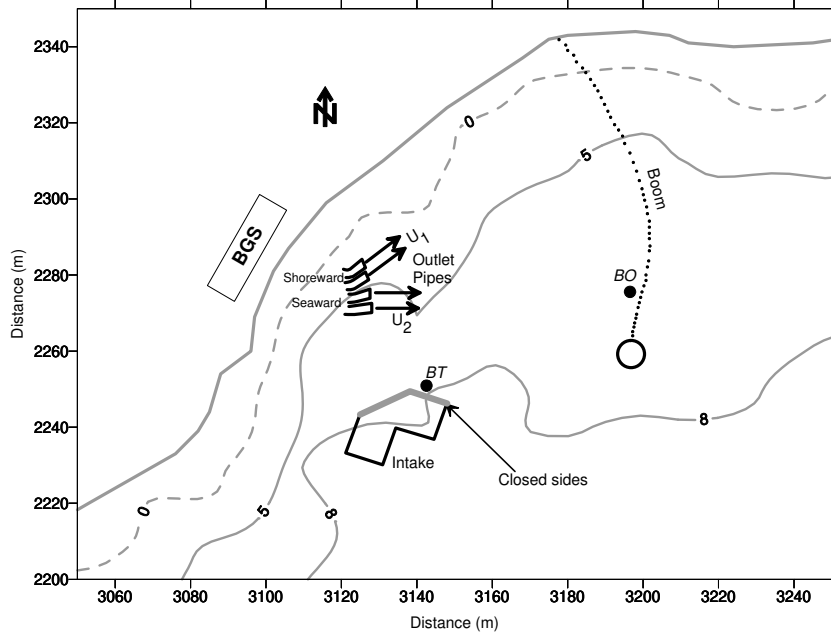 2340
2320
2300
2280
2260
2240
2220
2200
Distance (m)
N
0
5
Boom
BGS
U1
Shoreward
Outlet
Pipes
Seaward
U2
BO
BT
8
Intake
Closed sides
0
5
8
3060 3080 3100 3120 3140 3160 3180 3200 3220 3240
Distance (m)